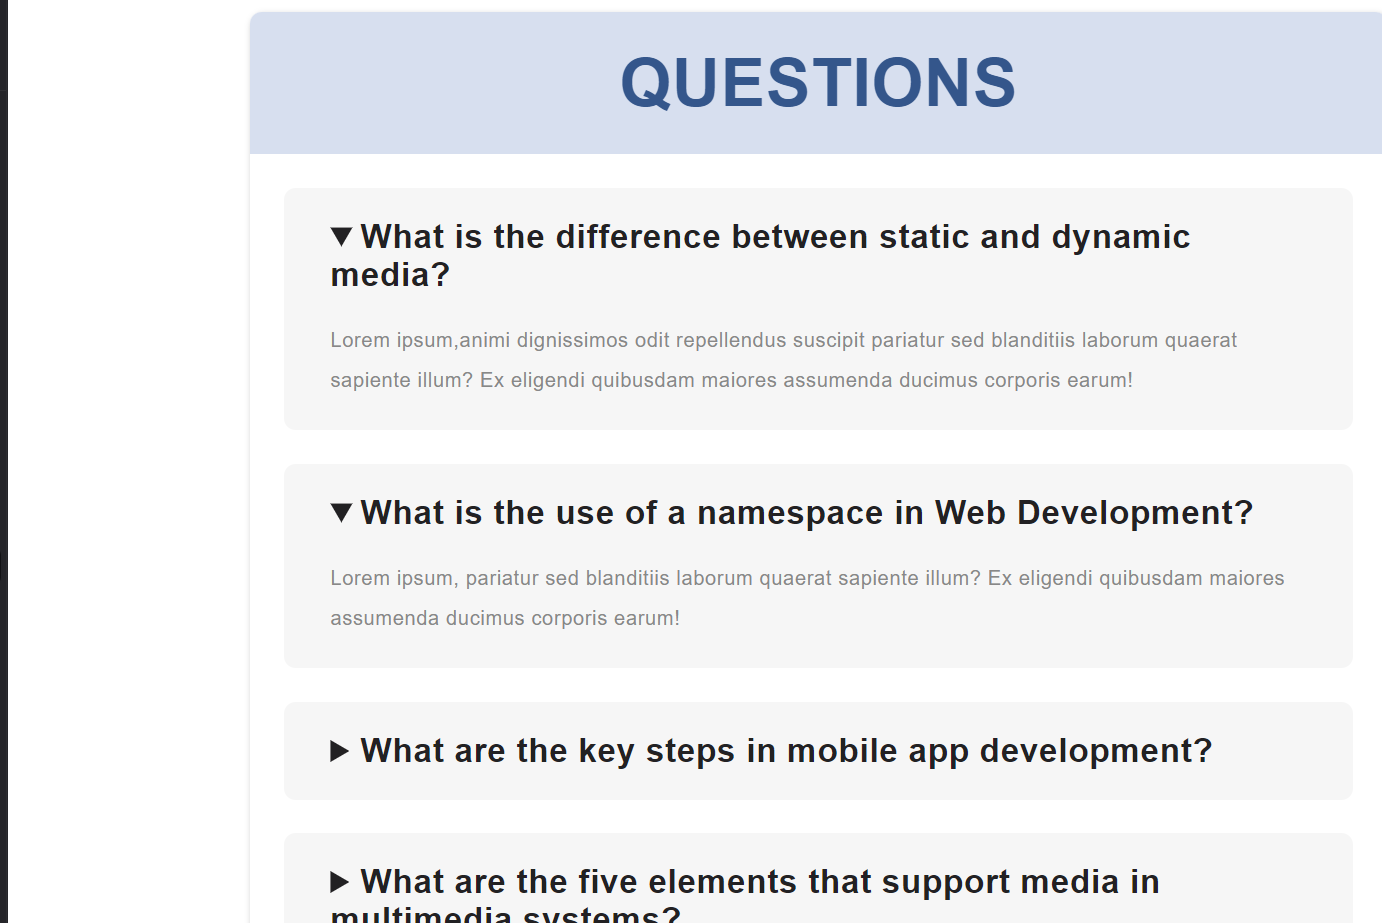 QUESTIONS
What is the difference between static and dynamic
media?
Lorem ipsum,animi dignissimos odit repellendus suscipit pariatur sed blanditiis laborum quaerat
sapiente illum? Ex eligendi quibusdam maiores assumenda ducimus corporis earum!
What is the use of a namespace in Web Development?
Lorem ipsum, pariatur sed blanditiis laborum quaerat sapiente illum? Ex eligendi quibusdam maiores
assumenda ducimus corporis earum!
What are the key steps in mobile app development?
What are the five elements that support media in
multimedia systems?